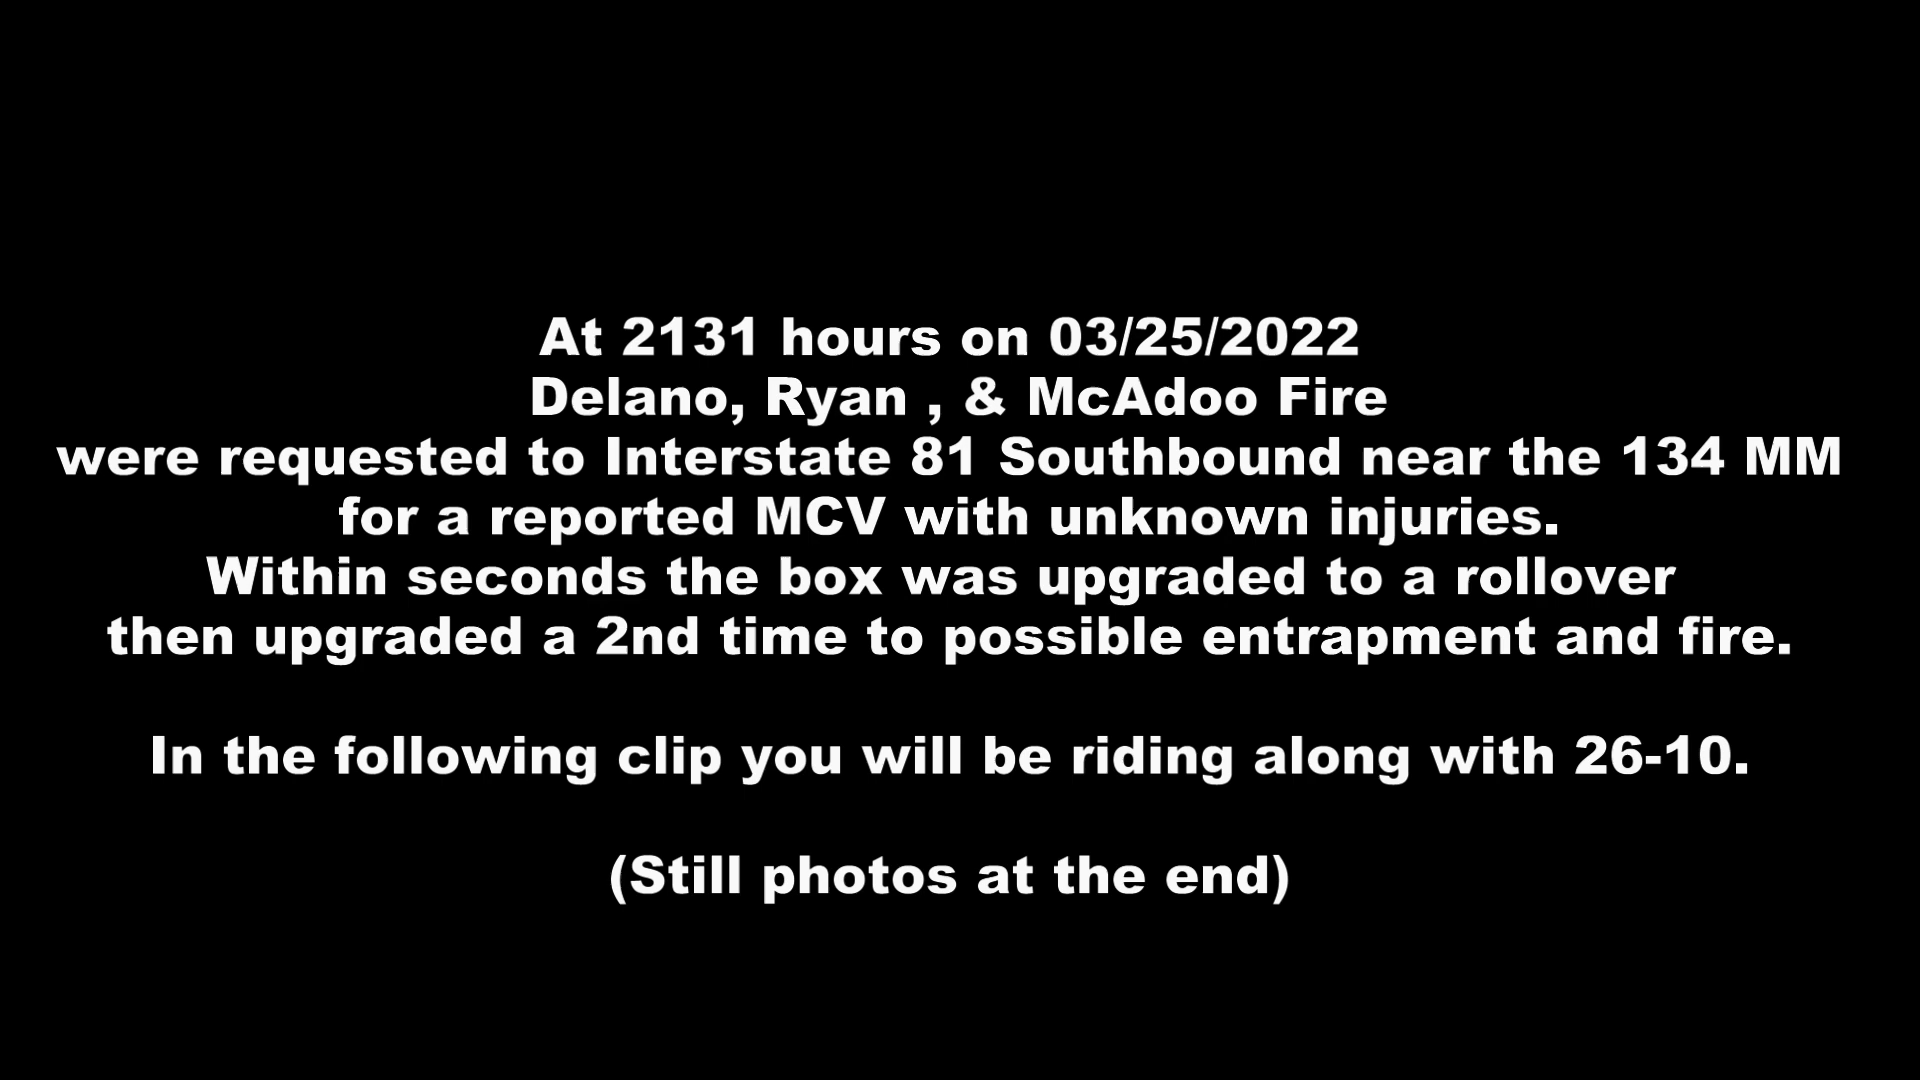 At 2131 hours on 03/25/2022
Delano, Ryan , & McAdoo Fire
were requested to Interstate 81 Southbound near the 134 MM
for a reported MCV with unknown injuries.
Within seconds the box was upgraded to a rollover
then upgraded a 2nd time to possible entrapment and fire.
In the following clip you will be riding along with 26-10.
(Still photos at the end)